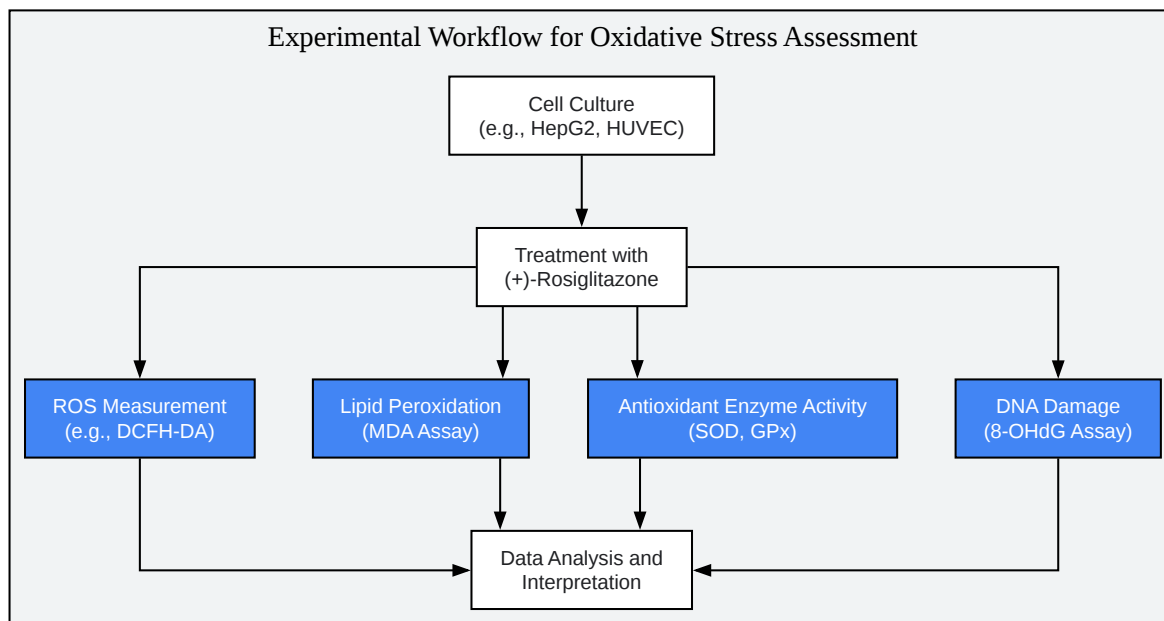 Experimental Workflow for Oxidative Stress Assessment
Cell Culture
(e.g., HepG2, HUVEC)
Treatment with
(+)-Rosiglitazone
ROS Measurement
(e.g., DCFH-DA)
Lipid Peroxidation
(MDA Assay)
Antioxidant Enzyme Activity
(SOD, GPx)
DNA Damage
(8-OHdG Assay)
Data Analysis and
Interpretation